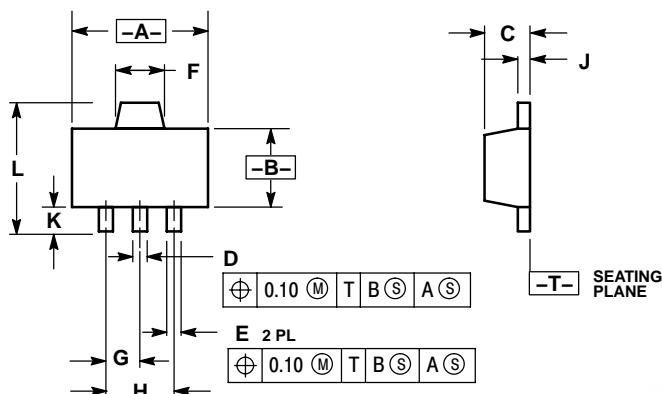 –A–
C
F
J
L
–B–
K
D
⌖ 0.10 Ⓜ T B Ⓢ A Ⓢ
–T– SEATING
PLANE
E 2 PL
G
⌖ 0.10 Ⓜ T B Ⓢ A Ⓢ
H